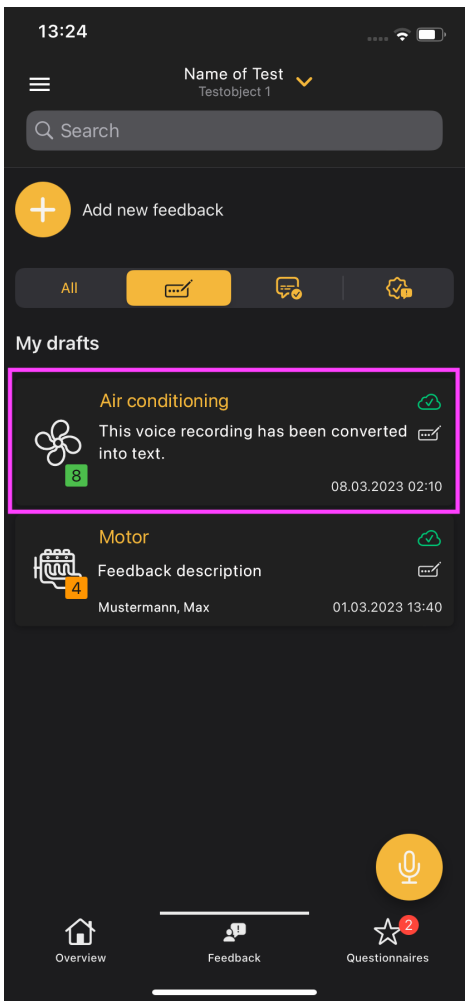 13:24
Name of Test
Testobject 1
Search
Add new feedback
All
My drafts
Air conditioning
This voice recording has been converted
into text.
8
08.03.2023 02:10
Motor
Feedback description
4
Mustermann, Max
01.03.2023 13:40
2
Overview
Feedback
Questionnaires